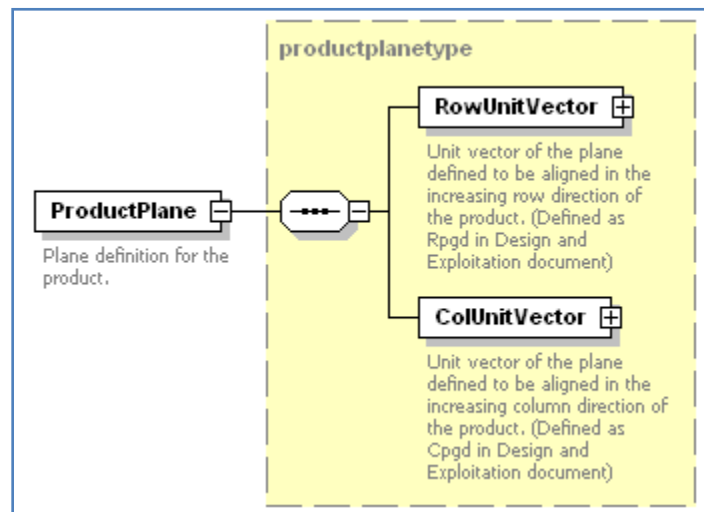 productplanetype
RowUnitVector
Unit vector of the plane
defined to be aligned in the
increasing row direction of
the product. (Defined as
Rpgd in Design and
Exploitation document)
ProductPlane
Plane definition for the
product.
ColUnitVector
Unit vector of the plane
defined to be aligned in the
increasing column direction of
the product. (Defined as
Cpgd in Design and
Exploitation document)